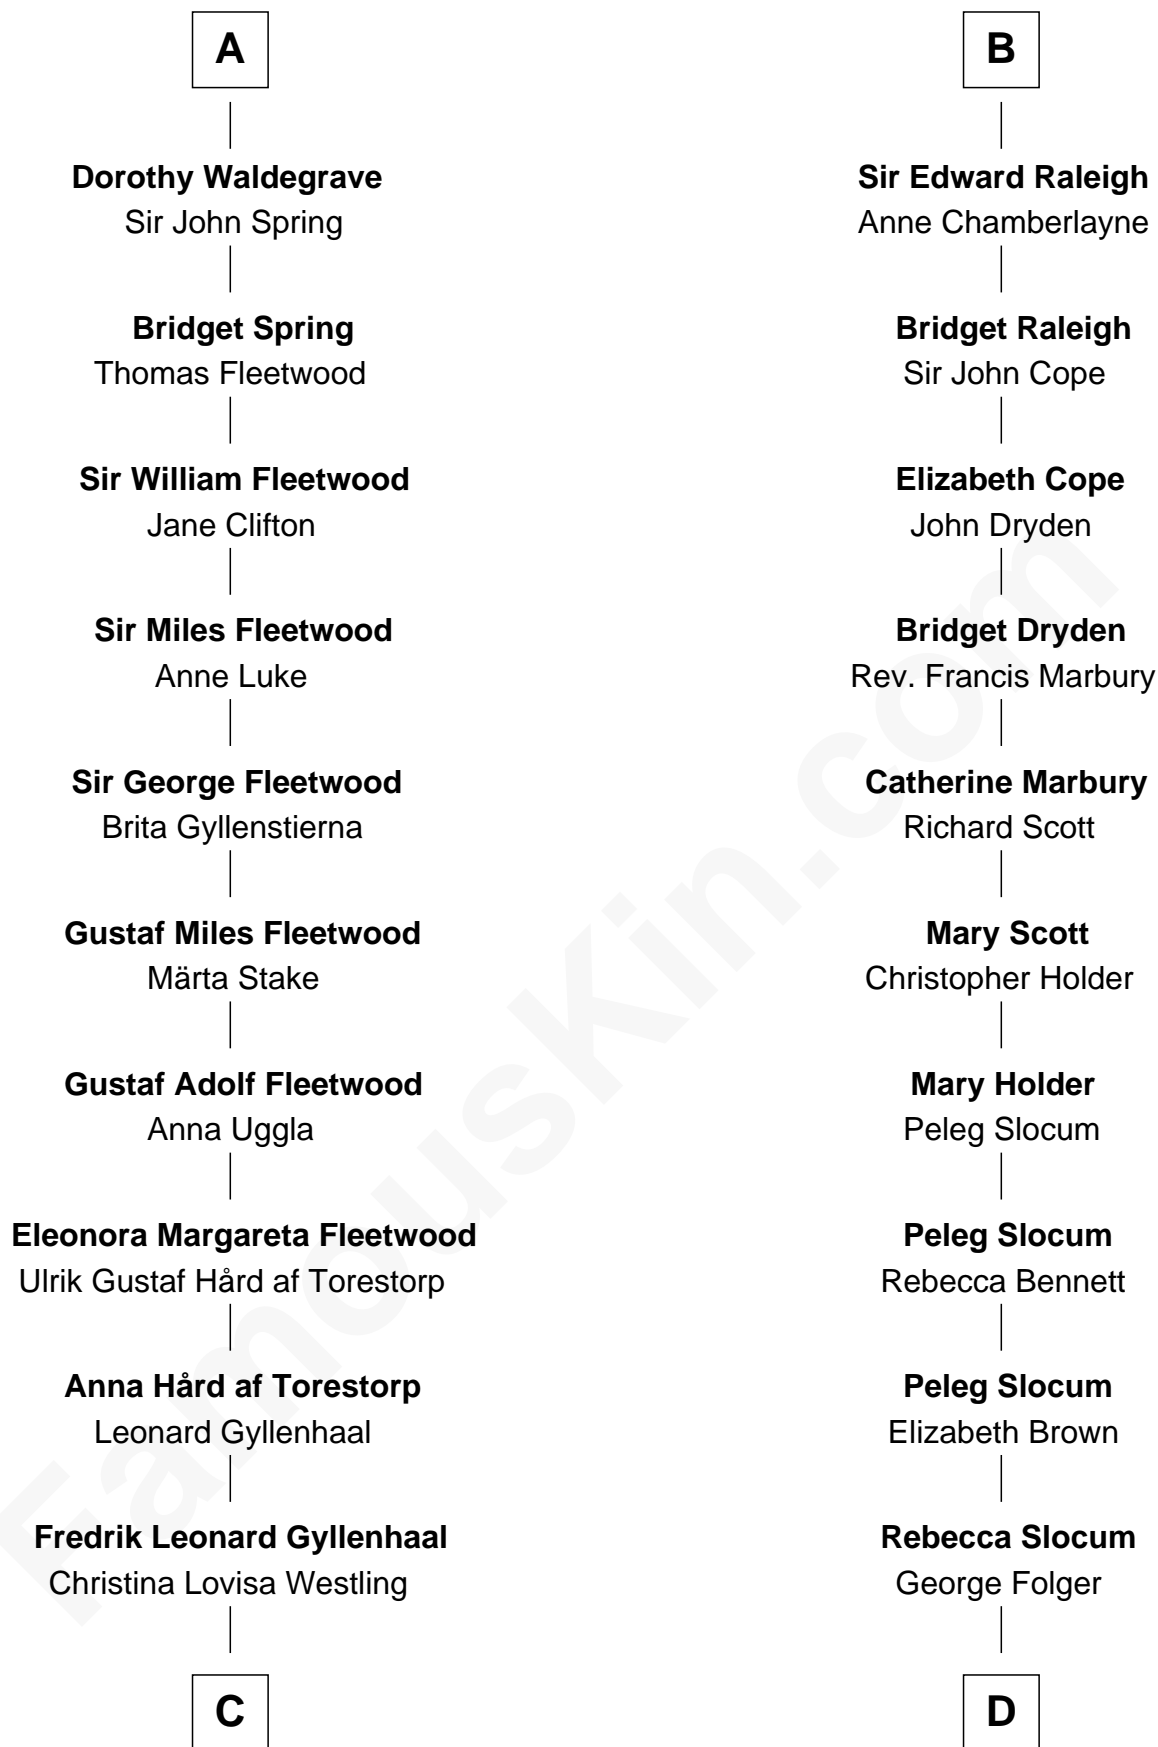 A
Dorothy Waldegrave
Sir John Spring
Bridget Spring
Thomas Fleetwood
Sir William Fleetwood
Jane Clifton
Sir Miles Fleetwood
Anne Luke
Sir George Fleetwood
Brita Gyllenstierna
Gustaf Miles Fleetwood
Märta Stake
Gustaf Adolf Fleetwood
Anna Uggla
Eleonora Margareta Fleetwood
Ulrik Gustaf Hård af Torestorp
Anna Hård af Torestorp
Leonard Gyllenhaal
Fredrik Leonard Gyllenhaal
Christina Lovisa Westling
C
B
Sir Edward Raleigh
Anne Chamberlayne
Bridget Raleigh
Sir John Cope
Elizabeth Cope
John Dryden
Bridget Dryden
Rev. Francis Marbury
Catherine Marbury
Richard Scott
Mary Scott
Christopher Holder
Mary Holder
Peleg Slocum
Peleg Slocum
Rebecca Bennett
Peleg Slocum
Elizabeth Brown
Rebecca Slocum
George Folger
D
FamousKin.com